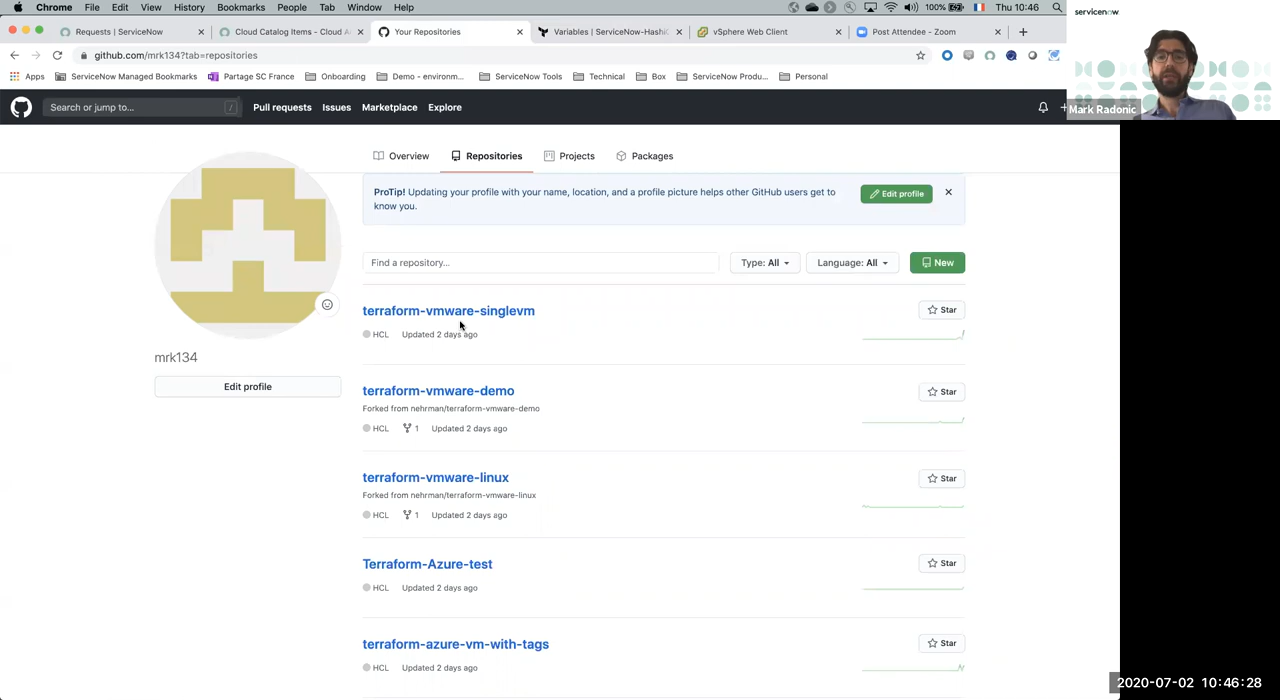 Chrome File Edit View History Bookmarks People Tab Window Help 100% Thu 10:46
servicenow
Requests | ServiceNow Cloud Catalog Items - Cloud A Your Repositories Variables | ServiceNow-HashiC vSphere Web Client Post Attendee - Zoom
github.com/mrk134?tab=repositories
Apps ServiceNow Managed Bookmarks Partage SC France Onboarding Demo - environm... ServiceNow Tools Technical Box ServiceNow Produ... Personal
Search or jump to... / Pull requests Issues Marketplace Explore
Mark Radonic
Overview Repositories Projects Packages
ProTip! Updating your profile with your name, location, and a profile picture helps other GitHub users get to
know you.
Edit profile
Find a repository... Type: All Language: All New
terraform-vmware-singlevm Star
HCL Updated 2 days ago
mrk134
Edit profile
terraform-vmware-demo Star
Forked from nehrman/terraform-vmware-demo
HCL 1 Updated 2 days ago
terraform-vmware-linux Star
Forked from nehrman/terraform-vmware-linux
HCL 1 Updated 2 days ago
Terraform-Azure-test Star
HCL Updated 2 days ago
terraform-azure-vm-with-tags Star
HCL Updated 2 days ago
2020-07-02 10:46:28